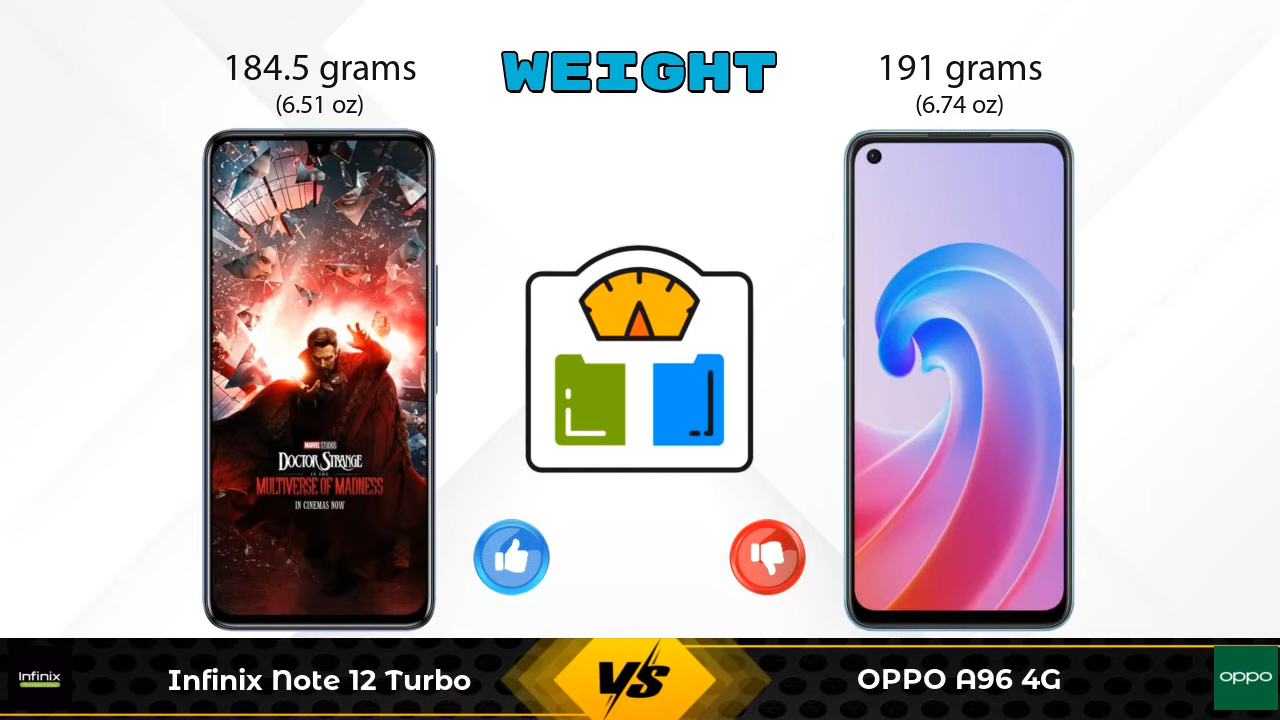 184.5 grams
(6.51 oz)
WEIGHT
191 grams
(6.74 oz)
MARVEL STUDIOS
DOCTOR STRANGE
IN THE
MULTIVERSE OF MADNESS
IN CINEMAS NOW
Infinix
Infinix Note 12 Turbo
VS
OPPO A96 4G
oppo